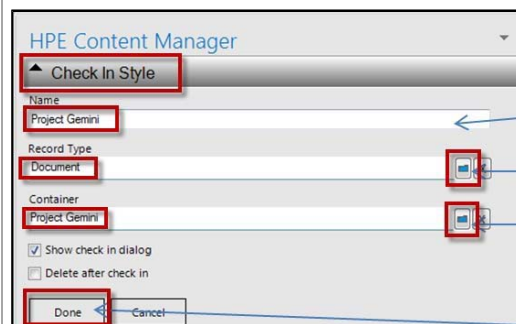 HPE Content Manager
Check In Style
Name
Project Gemini
Record Type
Document
Container
Project Gemini
Show check in dialog
Delete after check in
Done Cancel